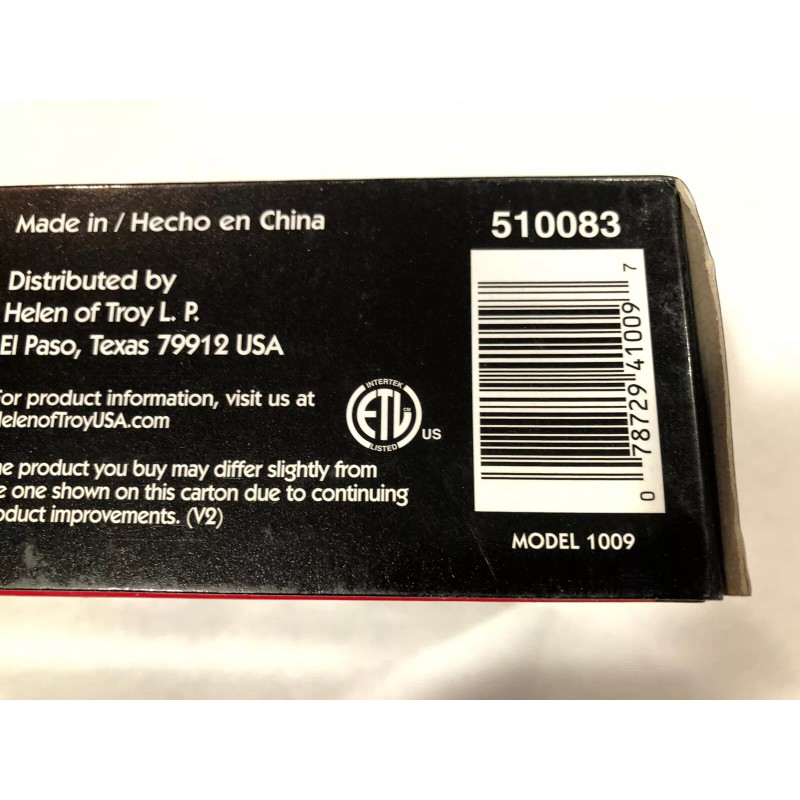 Made in / Hecho en China
Distributed by
Helen of Troy L. P.
El Paso, Texas 79912 USA
For product information, visit us at
HelenofTroyUSA.com
INTERTEK
ETL CM
LISTED
US
product you buy may differ slightly from
one shown on this carton due to continuing
product improvements. (V2)
510083
0 78729 41009 7
MODEL 1009